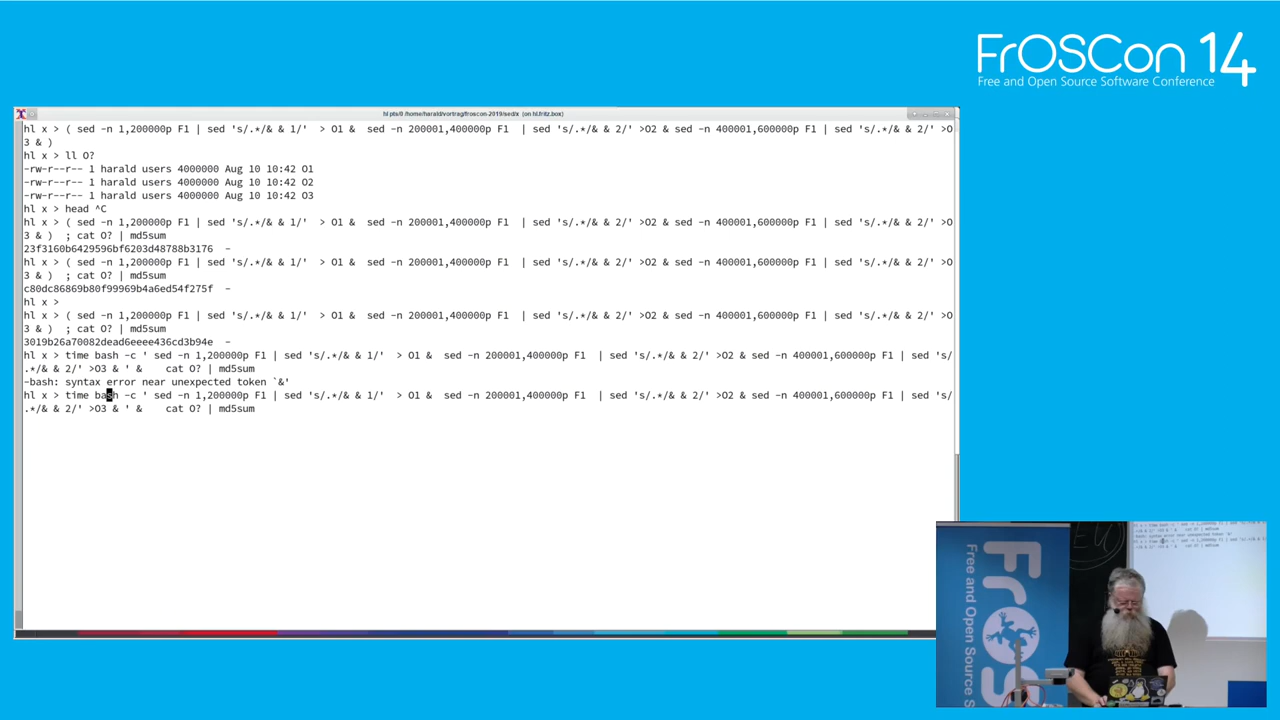 FrOSCon 14
Free and Open Source Software Conference
hl pts/0 /home/harald/vortrag/froscon-2019/sed/x (on hl.fritz.box)
hl x > ( sed -n 1,200000p F1 | sed 's/.*/& & 1/'  > O1 &  sed -n 200001,400000p F1  | sed 's/.*/& & 2/' >O2 & sed -n 400001,600000p F1 | sed 's/.*/& & 2/' >O
3 & )
hl x > ll O?
-rw-r--r-- 1 harald users 4000000 Aug 10 10:42 O1
-rw-r--r-- 1 harald users 4000000 Aug 10 10:42 O2
-rw-r--r-- 1 harald users 4000000 Aug 10 10:42 O3
hl x > head ^C
hl x > ( sed -n 1,200000p F1 | sed 's/.*/& & 1/'  > O1 &  sed -n 200001,400000p F1  | sed 's/.*/& & 2/' >O2 & sed -n 400001,600000p F1 | sed 's/.*/& & 2/' >O
3 & )  ; cat O? | md5sum
23f3160b6429596bf6203d48788b3176  -
hl x > ( sed -n 1,200000p F1 | sed 's/.*/& & 1/'  > O1 &  sed -n 200001,400000p F1  | sed 's/.*/& & 2/' >O2 & sed -n 400001,600000p F1 | sed 's/.*/& & 2/' >O
3 & )  ; cat O? | md5sum
c80dc86869b80f99969b4a6ed54f275f  -
hl x >
hl x > ( sed -n 1,200000p F1 | sed 's/.*/& & 1/'  > O1 &  sed -n 200001,400000p F1  | sed 's/.*/& & 2/' >O2 & sed -n 400001,600000p F1 | sed 's/.*/& & 2/' >O
3 & )  ; cat O? | md5sum
3019b26a70082dead6eeee436cd3b94e  -
hl x > time bash -c ' sed -n 1,200000p F1 | sed 's/.*/& & 1/'  > O1 &  sed -n 200001,400000p F1  | sed 's/.*/& & 2/' >O2 & sed -n 400001,600000p F1 | sed 's/
.*/& & 2/' >O3 & ' &    cat O? | md5sum
-bash: syntax error near unexpected token `&'
hl x > time bash -c ' sed -n 1,200000p F1 | sed 's/.*/& & 1/'  > O1 &  sed -n 200001,400000p F1  | sed 's/.*/& & 2/' >O2 & sed -n 400001,600000p F1 | sed 's/
.*/& & 2/' >O3 & ' &    cat O? | md5sum
FrOS
Free and Open Source S